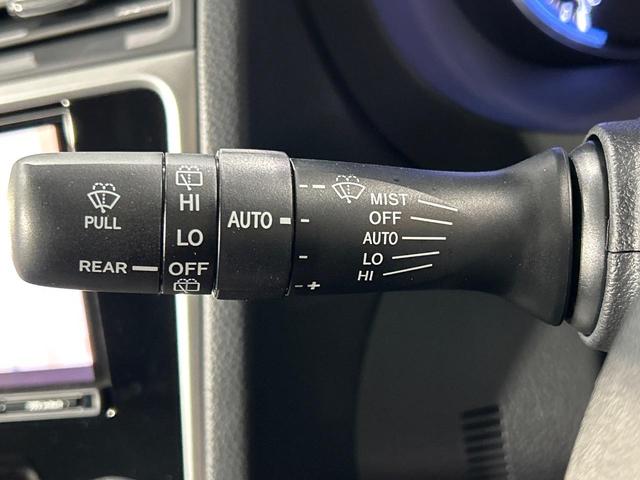 PULL
REAR
HI
LO
OFF
AUTO
- +
MIST
OFF
AUTO
LO
HI